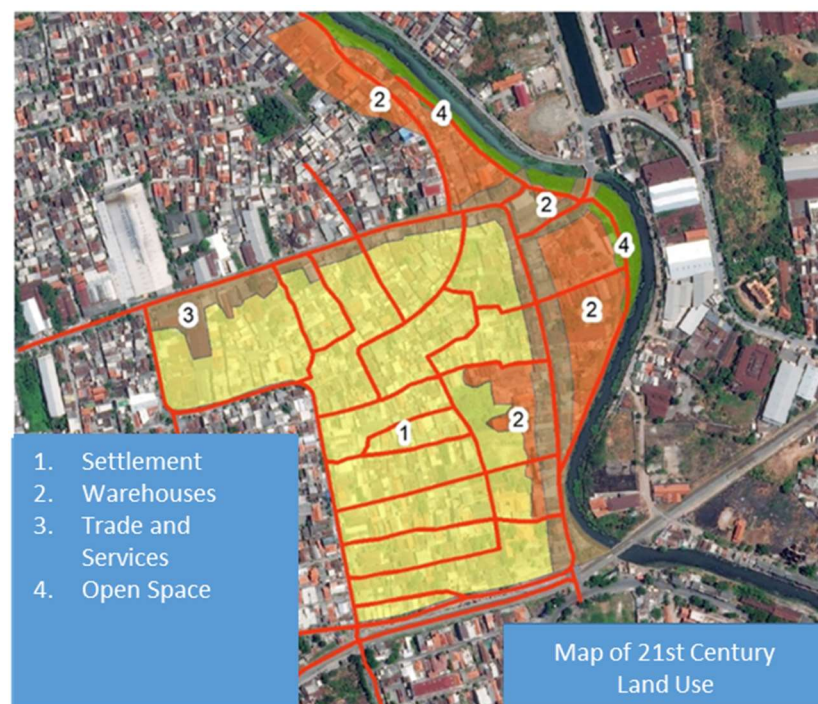 2
4
2
4
3
2
2
1
1. Settlement
2. Warehouses
3. Trade and
Services
4. Open Space
Map of 21st Century
Land Use